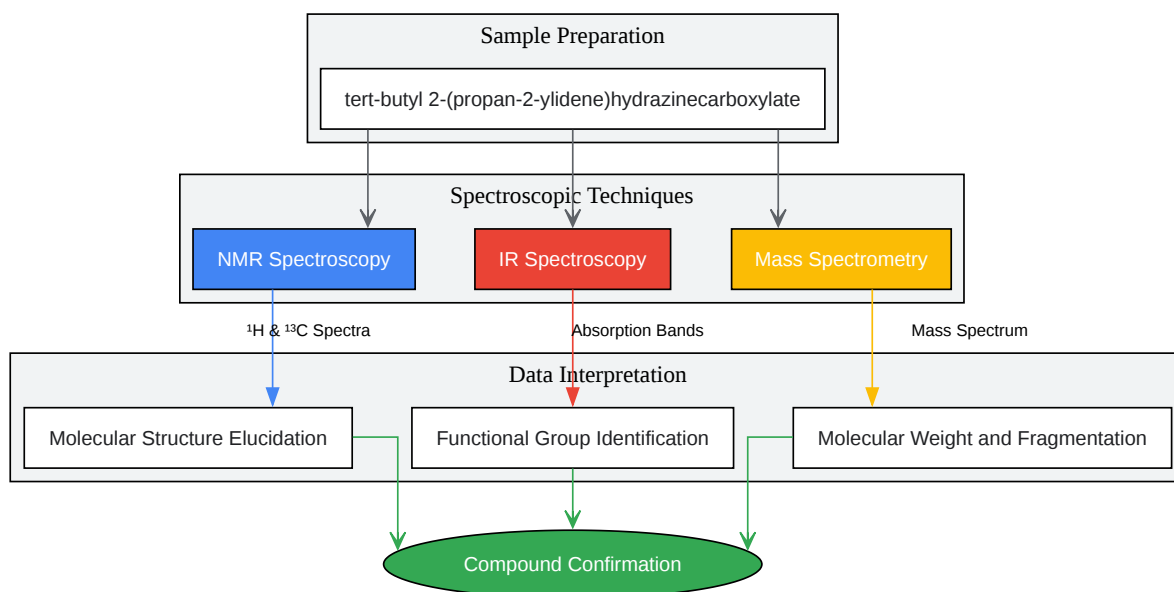 Sample Preparation
tert-butyl 2-(propan-2-ylidene)hydrazinecarboxylate
Spectroscopic Techniques
NMR Spectroscopy
IR Spectroscopy
Mass Spectrometry
¹H & ¹³C Spectra
Absorption Bands
Mass Spectrum
Data Interpretation
Molecular Structure Elucidation
Functional Group Identification
Molecular Weight and Fragmentation
Compound Confirmation